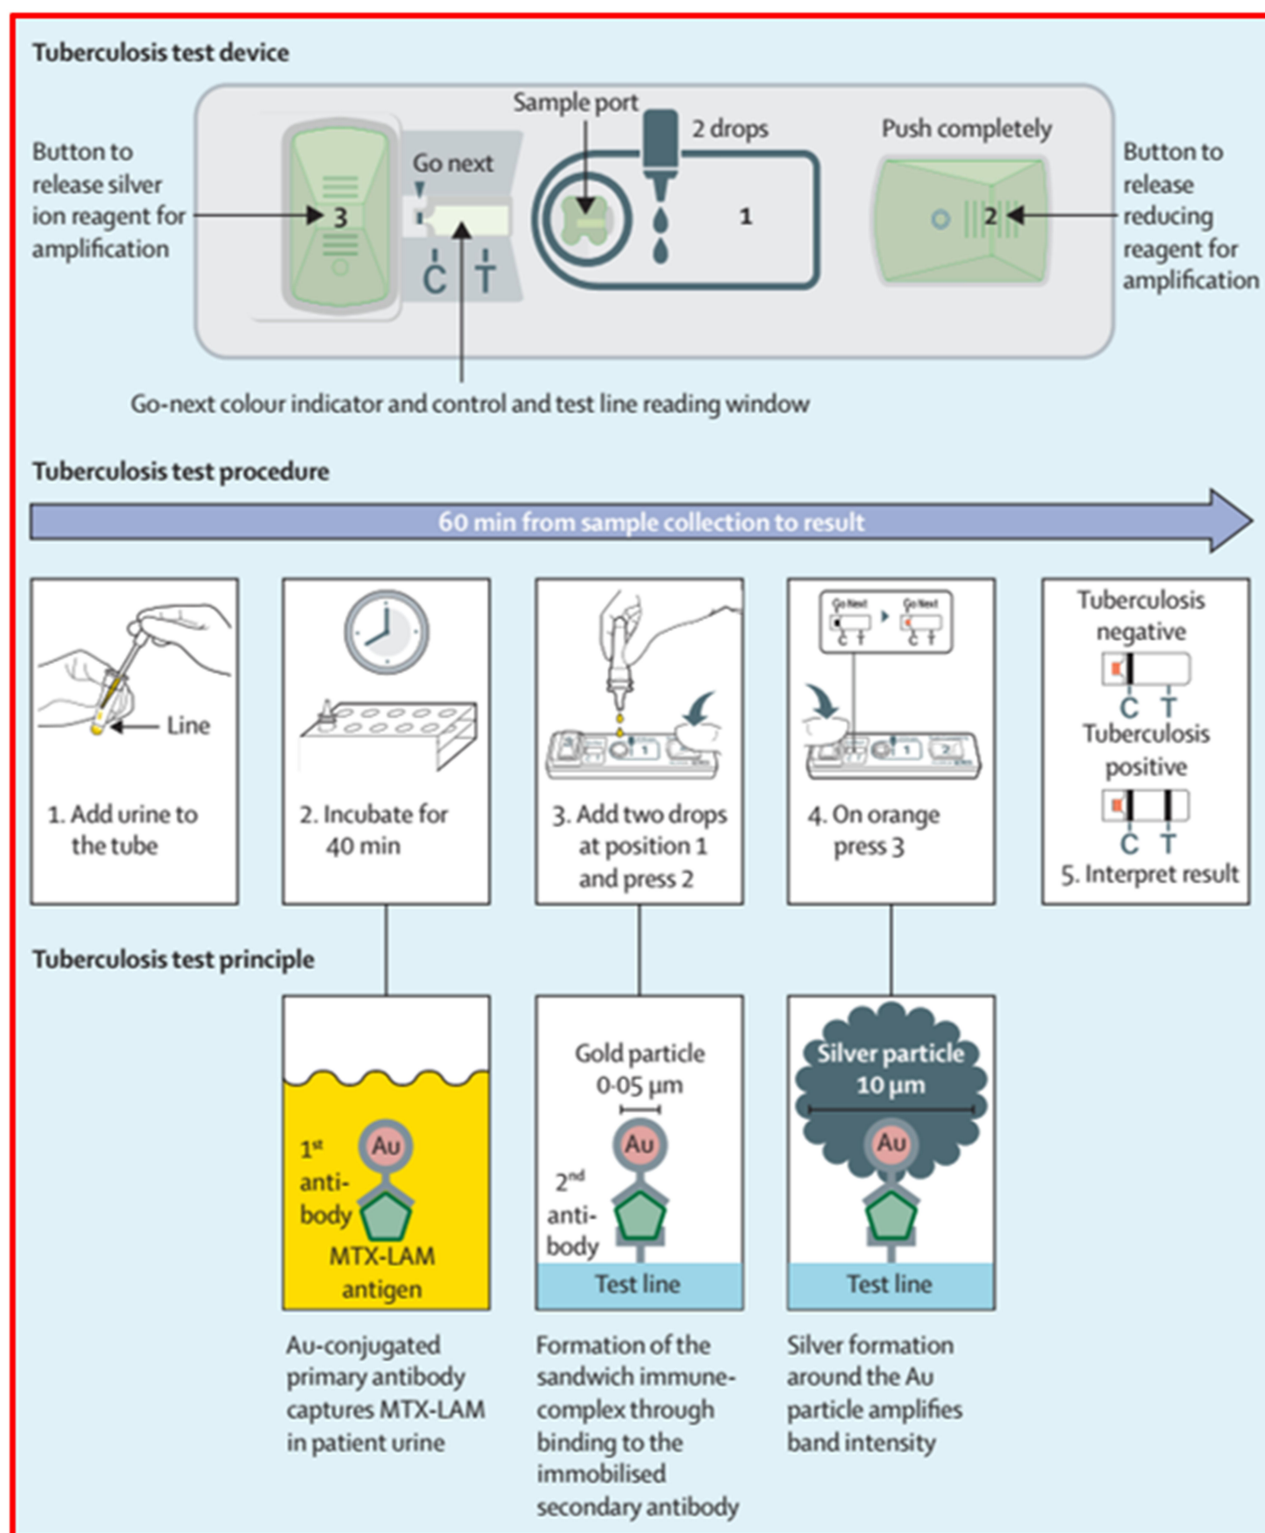 Tuberculosis test device
Button to
release silver
ion reagent for
amplification
3
Go next
C T
Sample port
2 drops
1
Push completely
2
Button to
release
reducing
reagent for
amplification
Go-next colour indicator and control and test line reading window
Tuberculosis test procedure
60 min from sample collection to result
Line
1. Add urine to
the tube
2. Incubate for
40 min
1
3. Add two drops
at position 1
and press 2
Go Next Go Next
C T C T
1 2
4. On orange
press 3
Tuberculosis
negative
C T
Tuberculosis
positive
C T
5. Interpret result
Tuberculosis test principle
Au
1st
anti-
body
MTX-LAM
antigen
Au-conjugated
primary antibody
captures MTX-LAM
in patient urine
Gold particle
0·05 µm
Au
2nd
anti-
body
Test line
Formation of the
sandwich immune-
complex through
binding to the
immobilised
secondary antibody
Silver particle
10 µm
Au
Test line
Silver formation
around the Au
particle amplifies
band intensity